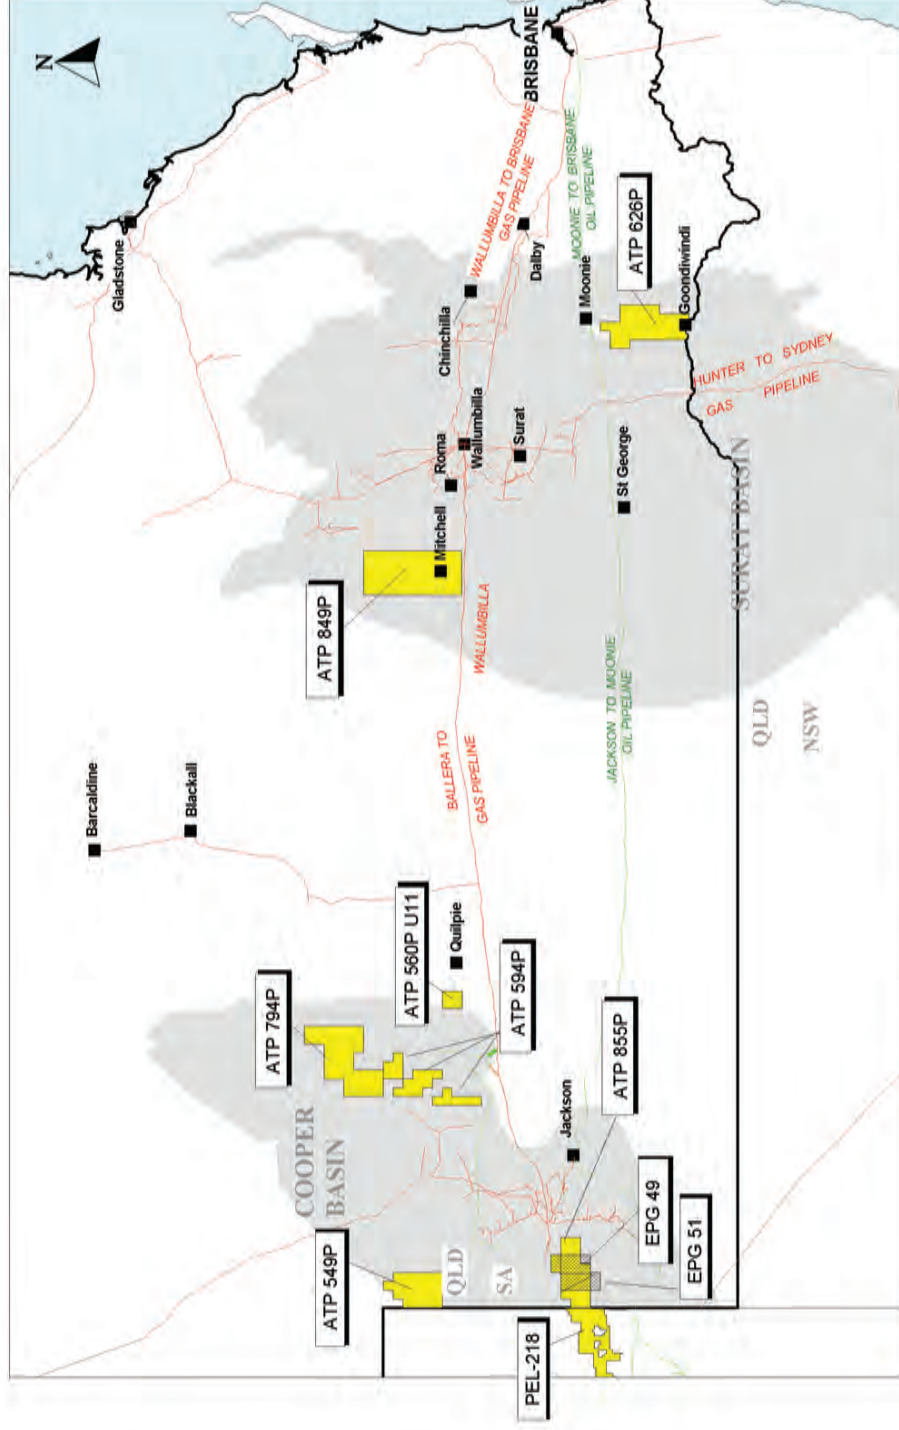 N
Gladstone
BRISBANE
WALLUMBILLA TO BRISBANE
GAS PIPELINE
MOONIE TO BRISBANE
OIL PIPELINE
Dalby
Chinchilla
Moonie
ATP 626P
Goondiwindi
Roma
Wallumbilla
Surat
HUNTER TO SYDNEY
GAS PIPELINE
Mitchell
St George
ATP 849P
SURAT BASIN
WALLUMBILLA
BALLERA TO
GAS PIPELINE
JACKSON TO MOONIE
OIL PIPELINE
QLD
NSW
Barcaldine
Blackall
ATP 560P U11
Quilpie
ATP 794P
ATP 594P
COOPER
BASIN
ATP 855P
Jackson
ATP 549P
QLD
SA
EPG 49
EPG 51
PEL-218